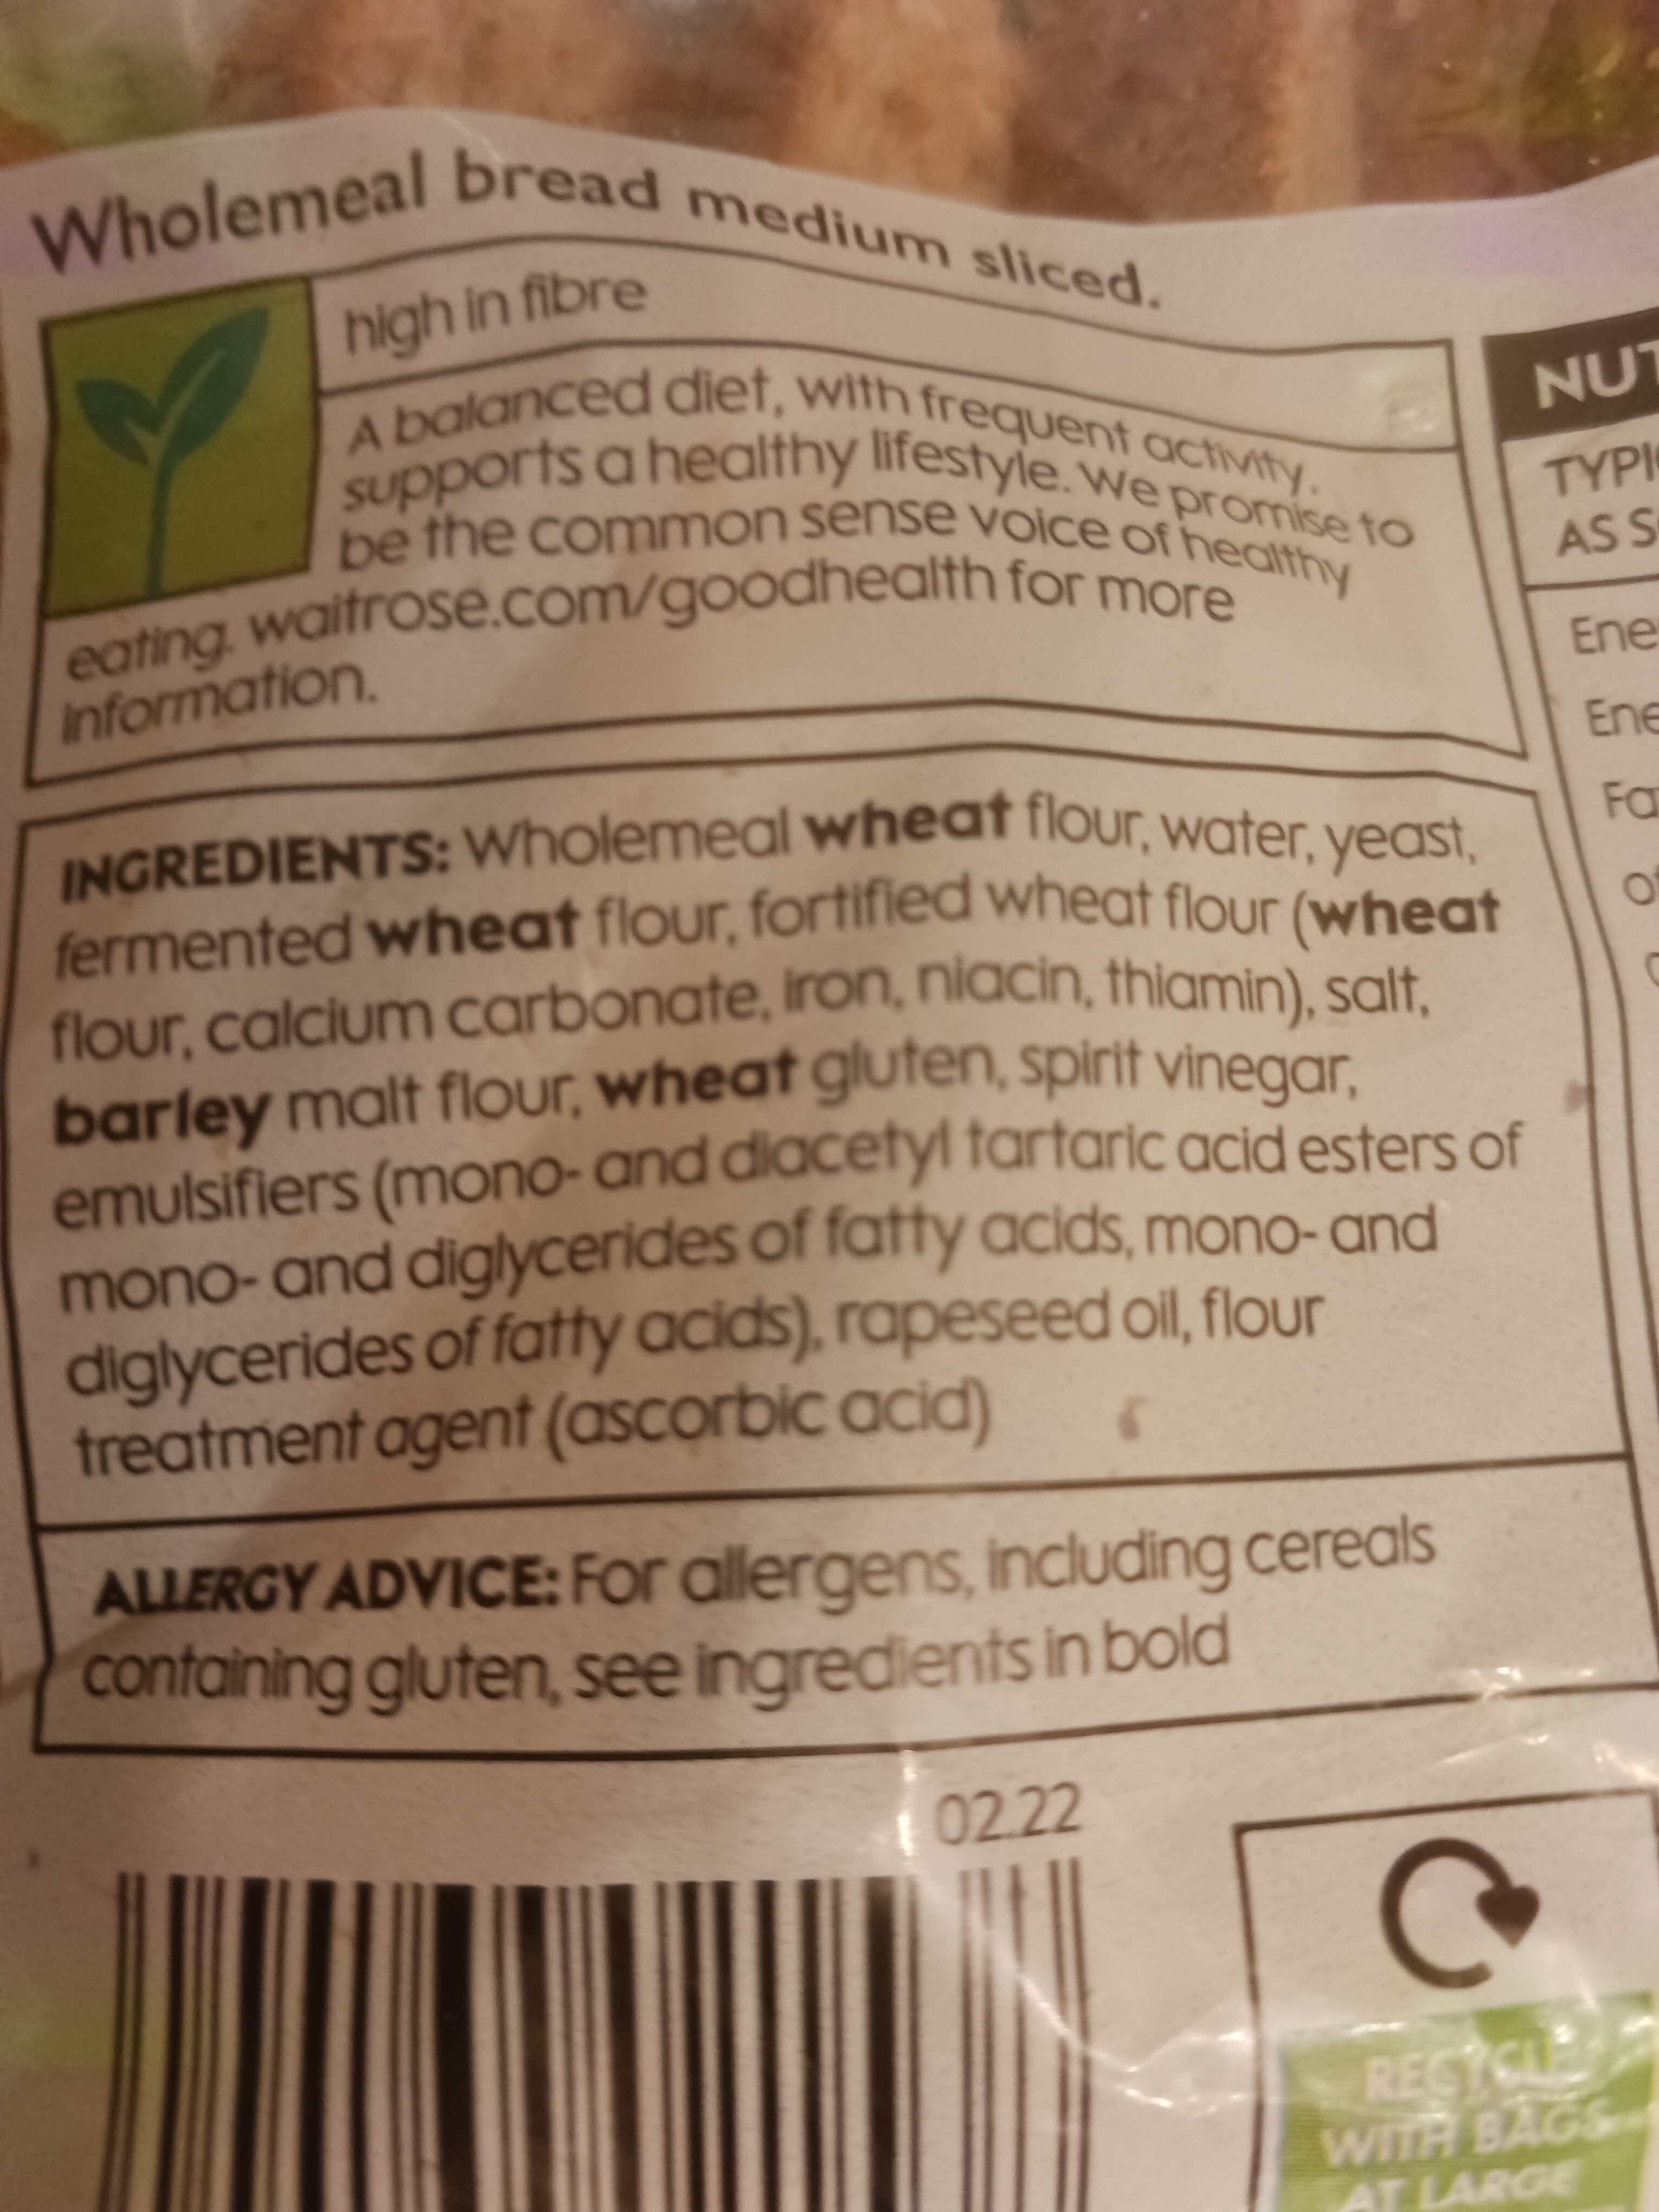 Wholemeal bread medium sliced.
high in fibre
A balanced diet, with frequent activity.
supports a healthy lifestyle. We promise to
be the common sense voice of healthy
eating. waitrose.com/goodhealth for more
information.
INGREDIENTS: Wholemeal wheat flour, water, yeast,
fermented wheat flour, fortified wheat flour (wheat
flour, calcium carbonate, iron, niacin, thiamin), salt,
barley malt flour, wheat gluten, spirit vinegar,
emulsifiers (mono- and diacetyl tartaric acid esters of
mono- and diglycerides of fatty acids, mono- and
diglycerides of fatty acids), rapeseed oil, flour
treatment agent (ascorbic acid)
ALLERGY ADVICE: For allergens, including cereals
containing gluten, see ingredients in bold
02.22
NUT
TYPI
AS S
Ene
Ene
Fa
of
RECYCLE
WITH BAGS
AT LARGE